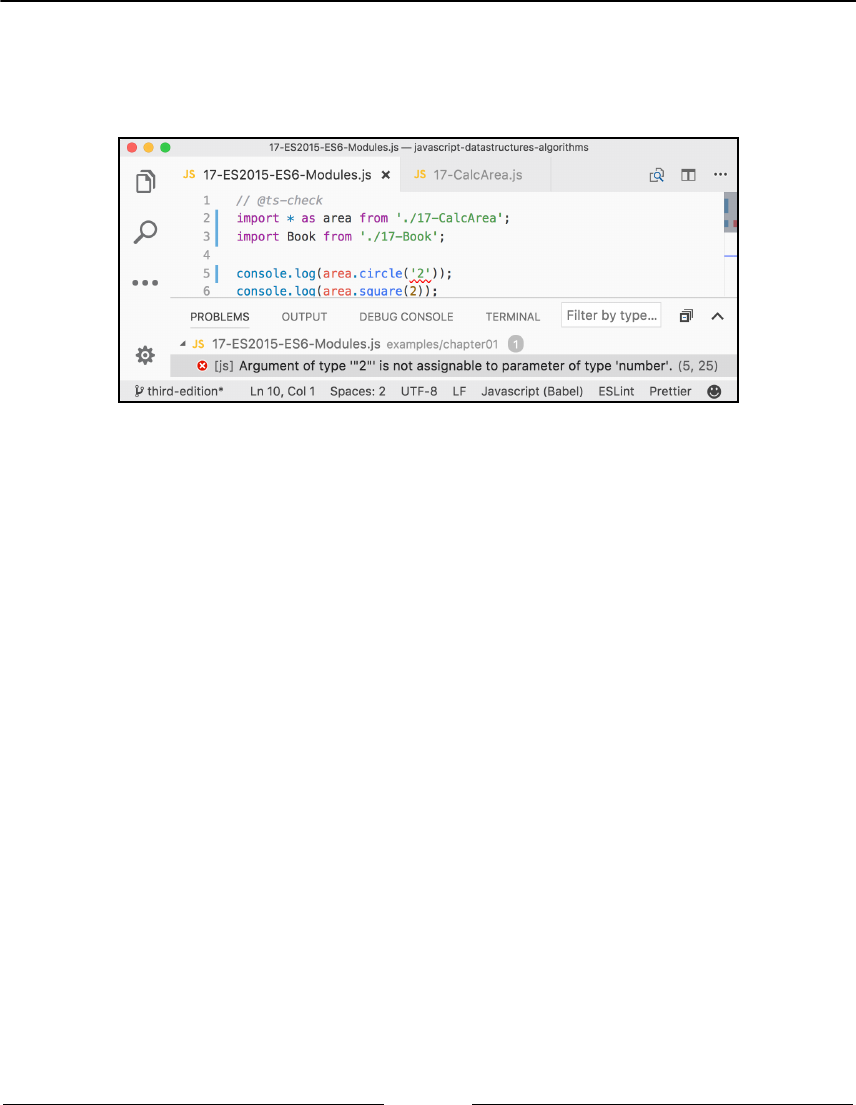 17-ES2015-ES6-Modules.js — javascript-datastructures-algorithms
JS 17-ES2015-ES6-Modules.js × JS 17-CalcArea.js ···
1 // @ts-check
2 import * as area from './17-CalcArea';
3 import Book from './17-Book';
4
5 console.log(area.circle('2'));
6 console.log(area.square(2));
PROBLEMS OUTPUT DEBUG CONSOLE TERMINAL Filter by type...
JS 17-ES2015-ES6-Modules.js examples/chapter01 1
[js] Argument of type '"2"' is not assignable to parameter of type 'number'. (5, 25)
third-edition* Ln 10, Col 1 Spaces: 2 UTF-8 LF Javascript (Babel) ESLint Prettier